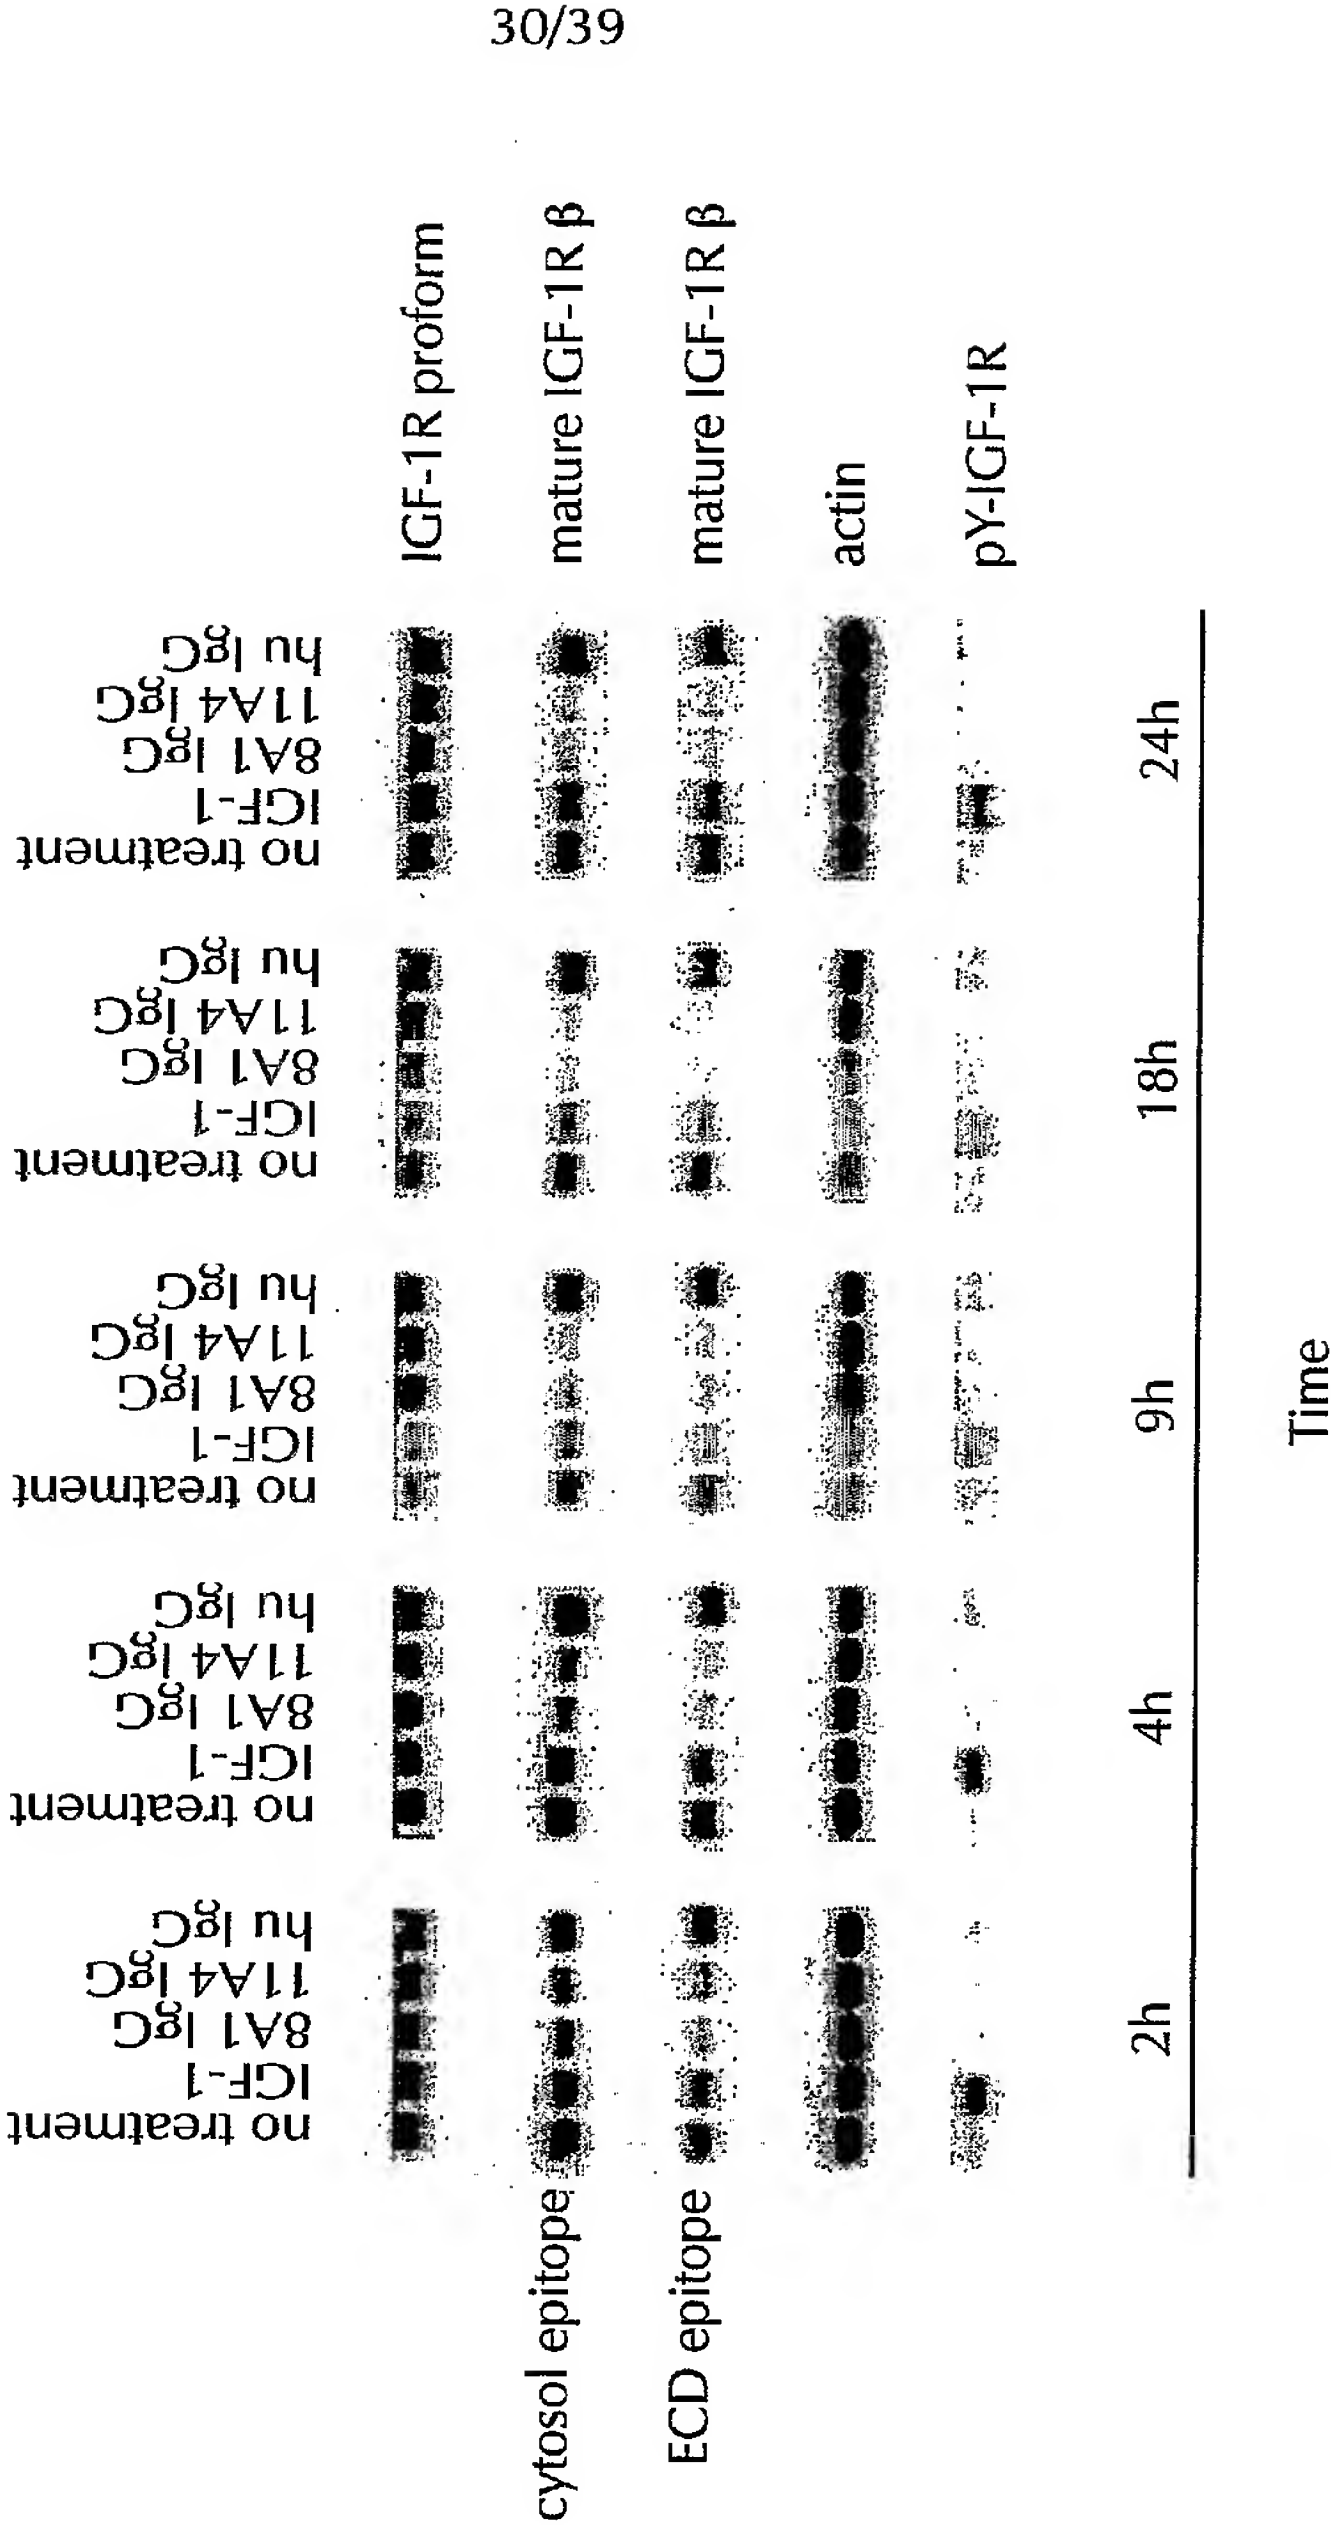 30/39
no treatment
IGF-1
8A1 IgG
11A4 IgG
hu IgG
no treatment
IGF-1
8A1 IgG
11A4 IgG
hu IgG
no treatment
IGF-1
8A1 IgG
11A4 IgG
hu IgG
no treatment
IGF-1
8A1 IgG
11A4 IgG
hu IgG
no treatment
IGF-1
8A1 IgG
11A4 IgG
hu IgG
IGF-1R proform
cytosol epitope
mature IGF-1R β
ECD epitope
mature IGF-1R β
actin
pY-IGF-1R
2h
4h
9h
18h
24h
Time